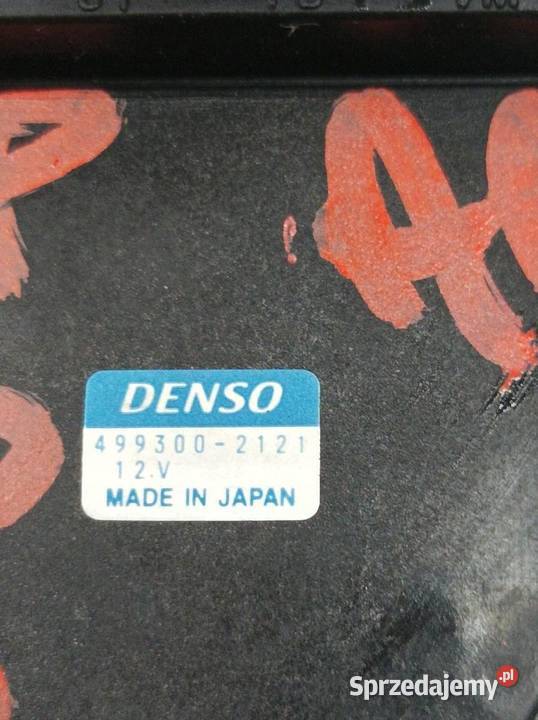 DENSO
499300-2121
12.V
MADE IN JAPAN
Sprzedajemy.pl